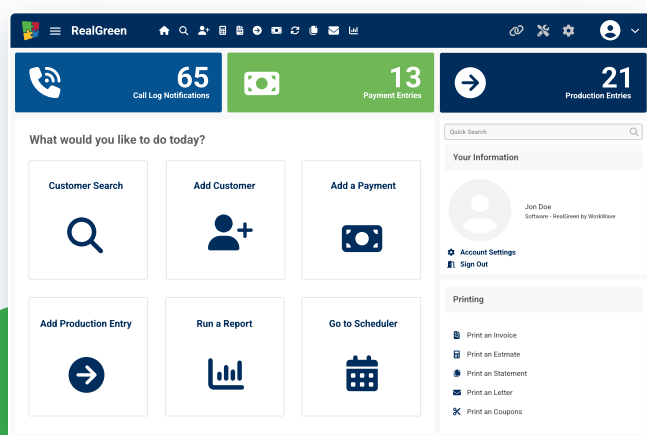 RealGreen
65
Call Log Notifications
13
Payment Entries
21
Production Entries
What would you like to do today?
Customer Search
Add Customer
Add a Payment
Add Production Entry
Run a Report
Go to Scheduler
Quick Search
Your Information
Jon Doe
Software - RealGreen by WorkWave
Account Settings
Sign Out
Printing
Print an Invoice
Print an Estmate
Print an Statement
Print an Letter
Print an Coupons